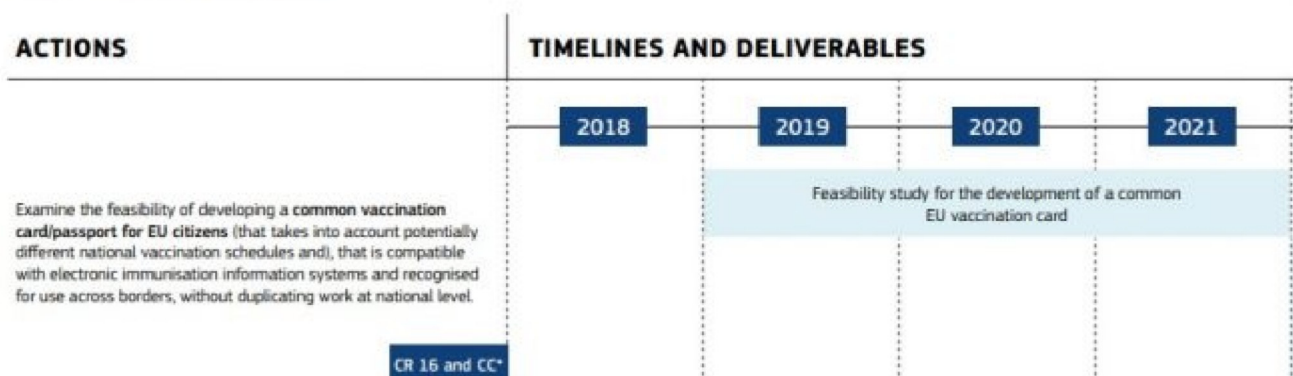 ACTIONS
TIMELINES AND DELIVERABLES
2018
2019
2020
2021
Feasibility study for the development of a common
EU vaccination card
Examine the feasibility of developing a common vaccination
card/passport for EU citizens (that takes into account potentially
different national vaccination schedules and), that is compatible
with electronic immunisation information systems and recognised
for use across borders, without duplicating work at national level.
CR 16 and CC*